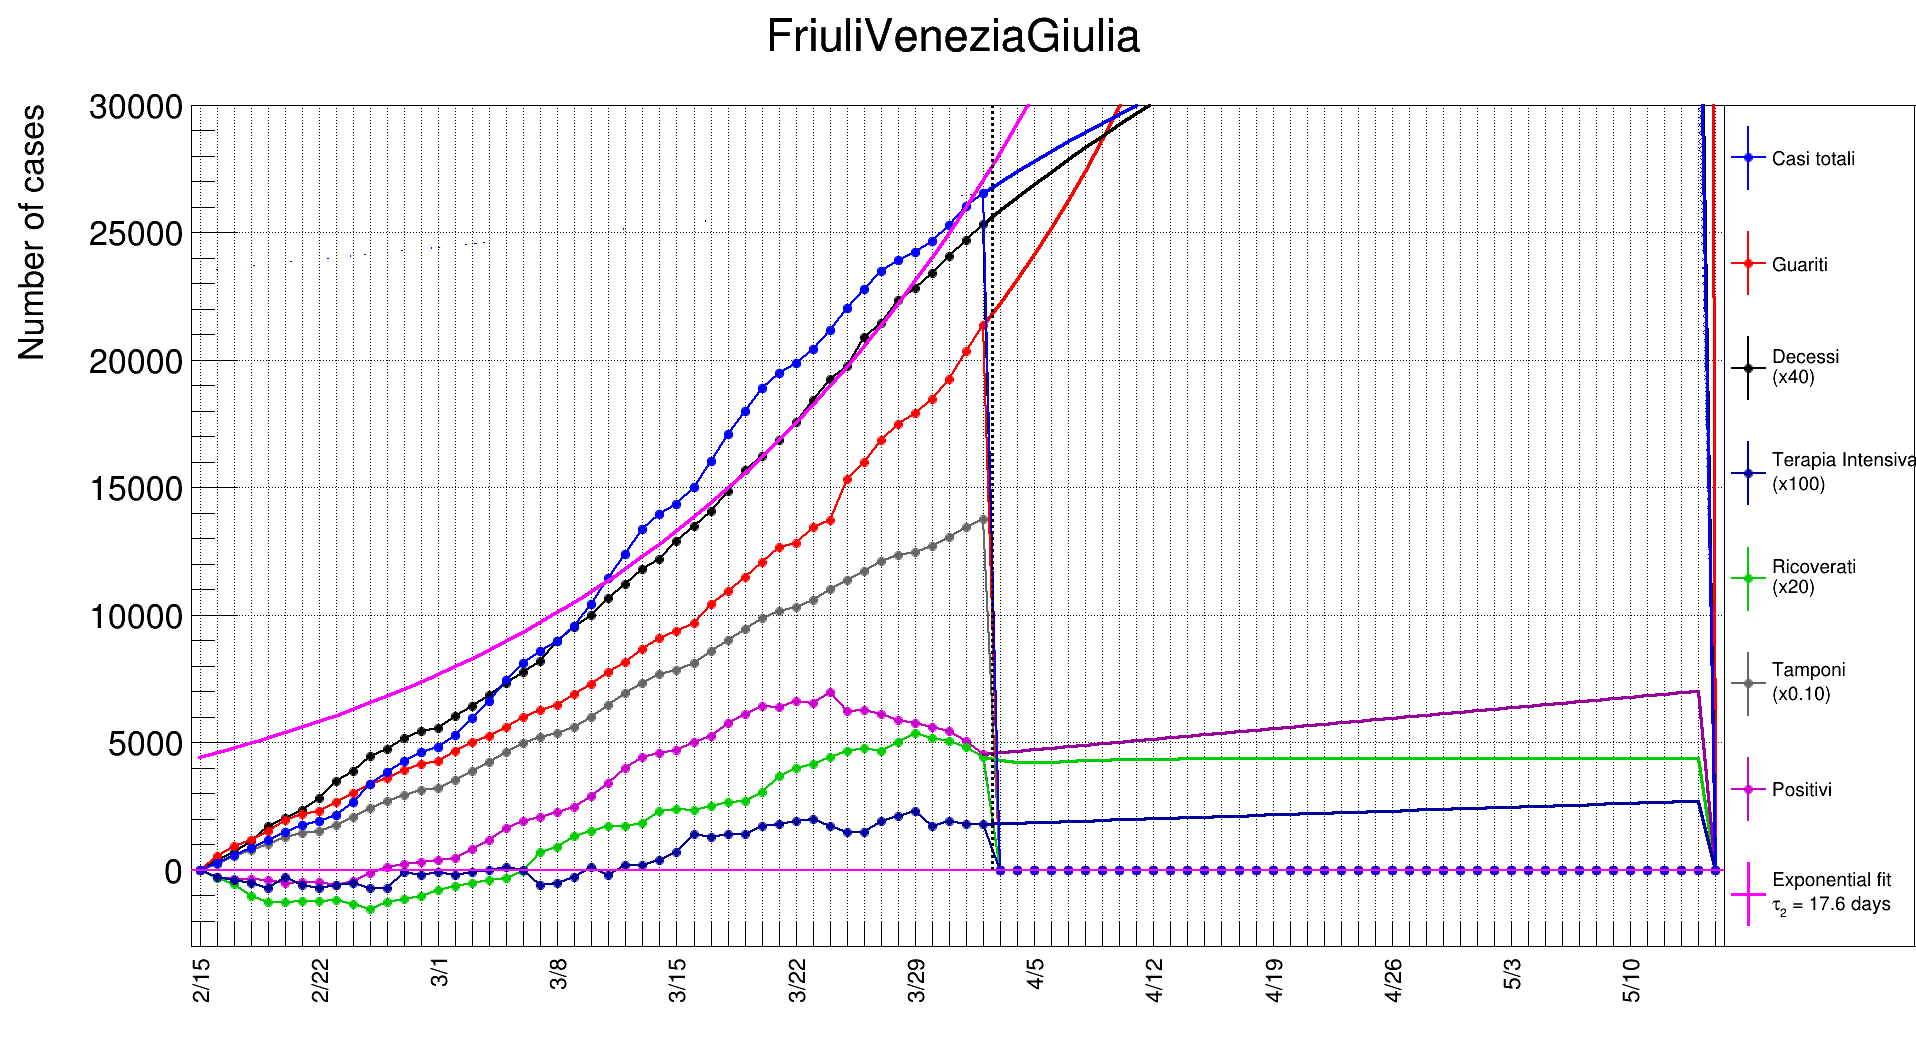 FriuliVeneziaGiulia
Number of cases
30000
25000
20000
15000
10000
5000
0
2/15
2/22
3/1
3/8
3/15
3/22
3/29
4/5
4/12
4/19
4/26
5/3
5/10
Casi totali
Guariti
Decessi
(x40)
Terapia Intensiva
(x100)
Ricoverati
(x20)
Tamponi
(x0.10)
Positivi
Exponential fit
τ₂ = 17.6 days